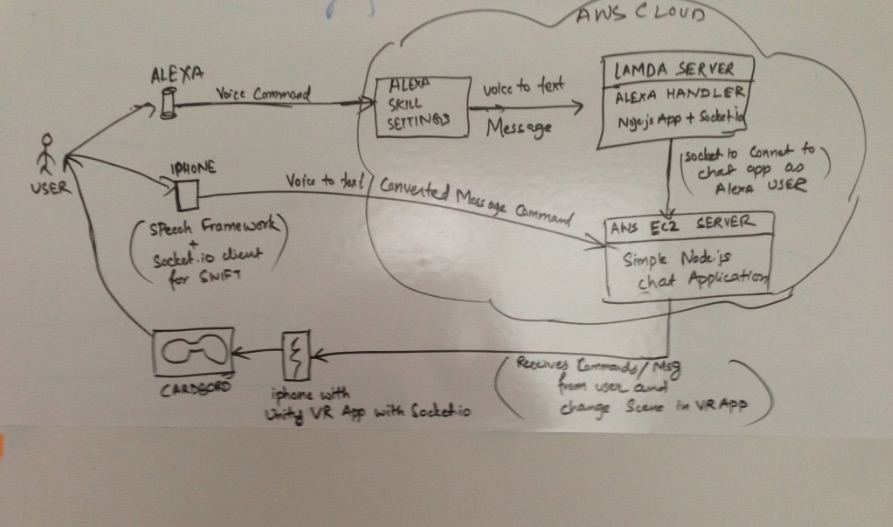 AWS CLOUD
ALEXA
Voice Command
ALEXA
SKILL
SETTINGS
voice to text
Message
LAMDA SERVER
ALEXA HANDLER
Socket.io
(socket io Connet to
chat app as
Alexa USER)
USER
IPHONE
Voice to text/Converted Message Command
(Speech Framework
+
Socket.io client
for SWIFT)
AWS EC2 SERVER
Simple Node.js
chat Application
CARDBORD
iphone with
Unity VR App with Socket.io
(Receives Commands/Msg
from user and
change Scene in VR App)